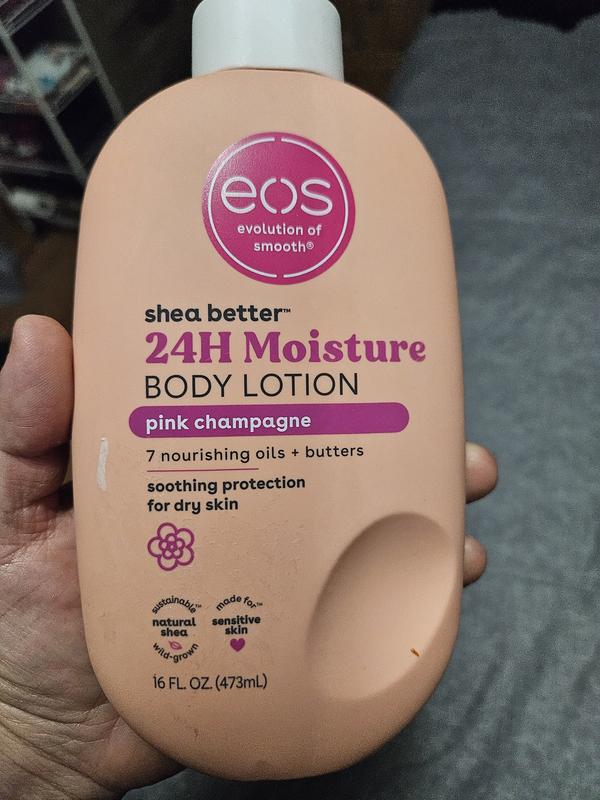 eos
evolution of
smooth®
shea better™
24H Moisture
BODY LOTION
pink champagne
7 nourishing oils + butters
soothing protection
for dry skin
sustainable™
natural
shea
wild-grown
made for™
sensitive
skin
16 FL. OZ. (473mL)